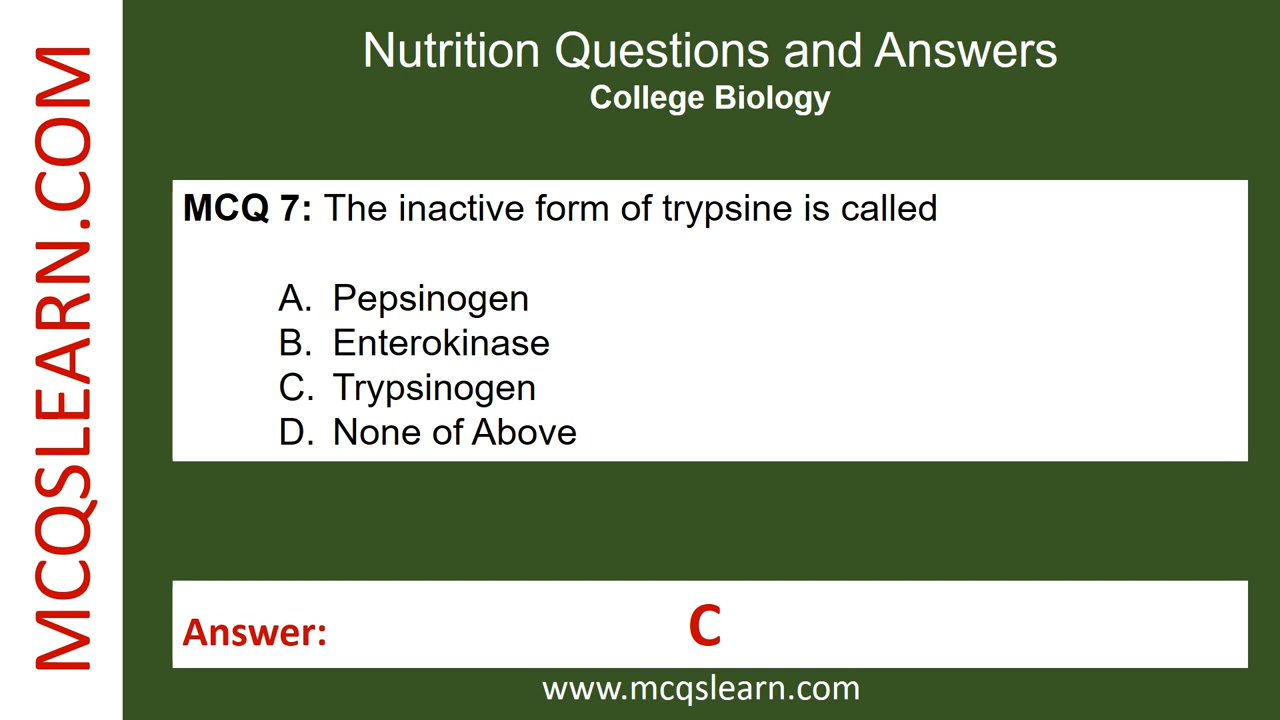 MCQSLEARN.COM
Nutrition Questions and Answers
College Biology
MCQ 7: The inactive form of trypsine is called
A. Pepsinogen
B. Enterokinase
C. Trypsinogen
D. None of Above
Answer: C
www.mcqslearn.com